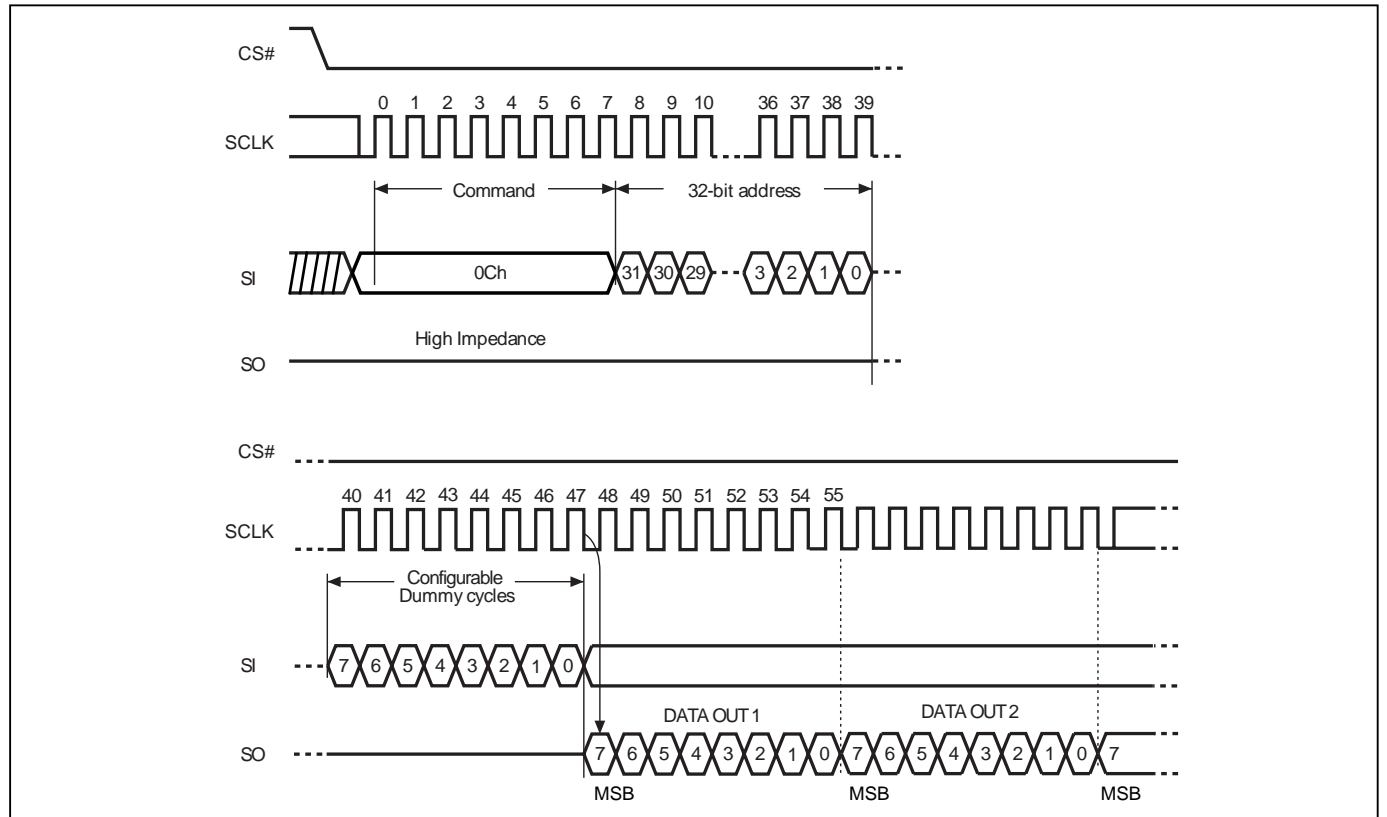 CS#
0 1 2 3 4 5 6 7 8 9 10 36 37 38 39
SCLK
Command 32-bit address
SI 0Ch 31 30 29 3 2 1 0
High Impedance
SO
CS#
40 41 42 43 44 45 46 47 48 49 50 51 52 53 54 55
SCLK
Configurable
Dummy cycles
SI 7 6 5 4 3 2 1 0
DATA OUT 1 DATA OUT 2
SO 7 6 5 4 3 2 1 0 7 6 5 4 3 2 1 0 7
MSB MSB MSB